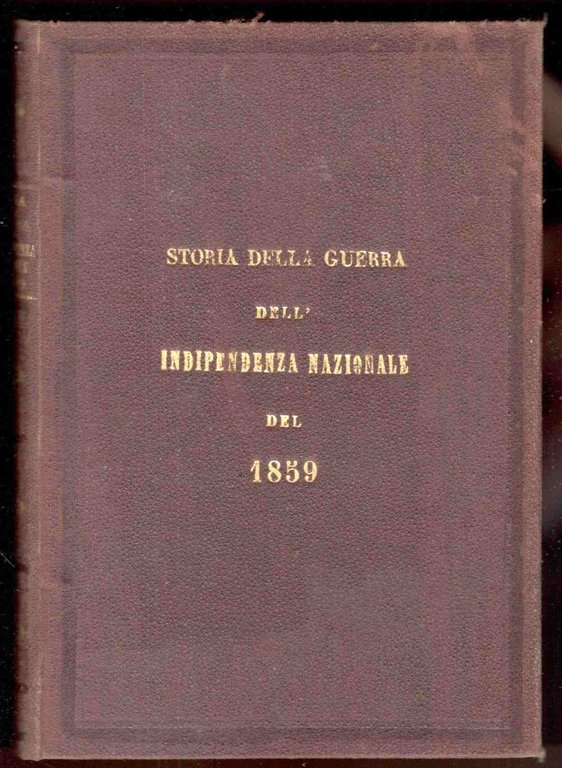 STORIA DELLA GUERRA
DELL'
INDIPENDENZA NAZIONALE
DEL
1859